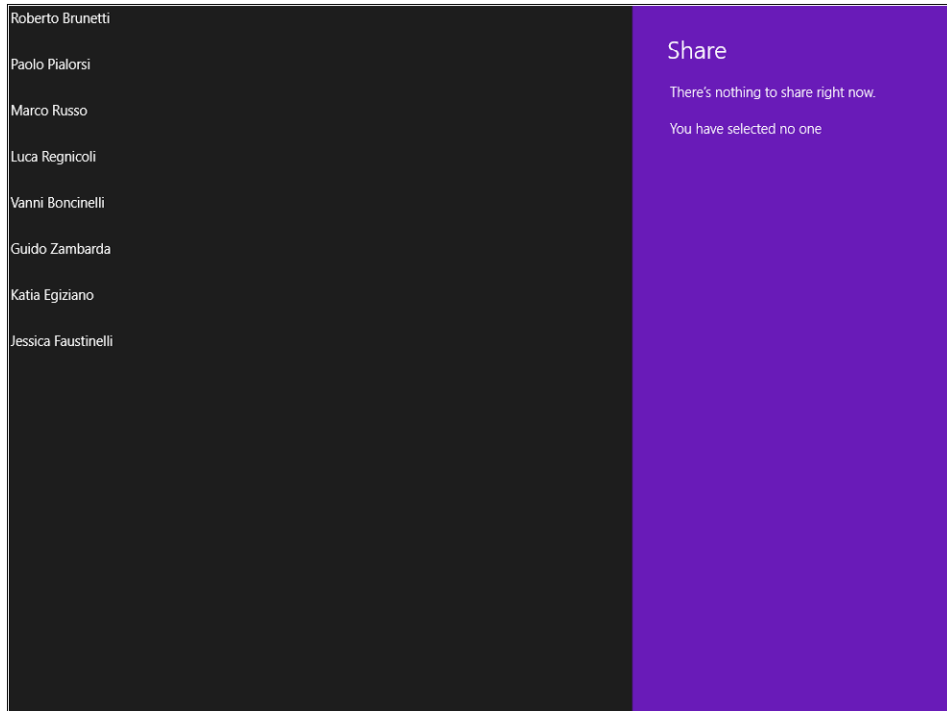 Roberto Brunetti
Paolo Pialorsi
Marco Russo
Luca Regnicoli
Vanni Boncinelli
Guido Zambarda
Katia Egiziano
Jessica Faustinelli
Share
There's nothing to share right now.
You have selected no one